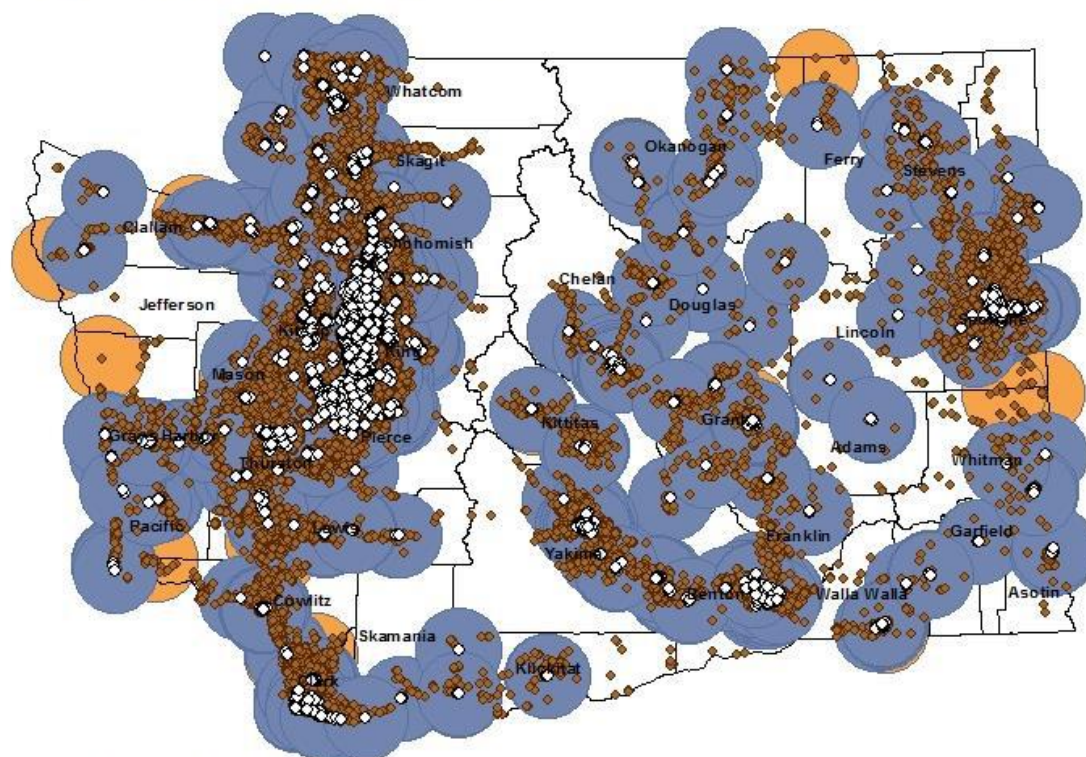 Whatcom
Skagit
Okanogan
Ferry
Stevens
Clallam
Snohomish
Chelan
Jefferson
Douglas
Lincoln
Spokane
King
Mason
Grays Harbor
Pierce
Kittitas
Grant
Adams
Thurston
Whitman
Pacific
Lewis
Yakima
Franklin
Garfield
Cowlitz
Benton
Walla Walla
Asotin
Skamania
Klickitat
Clark